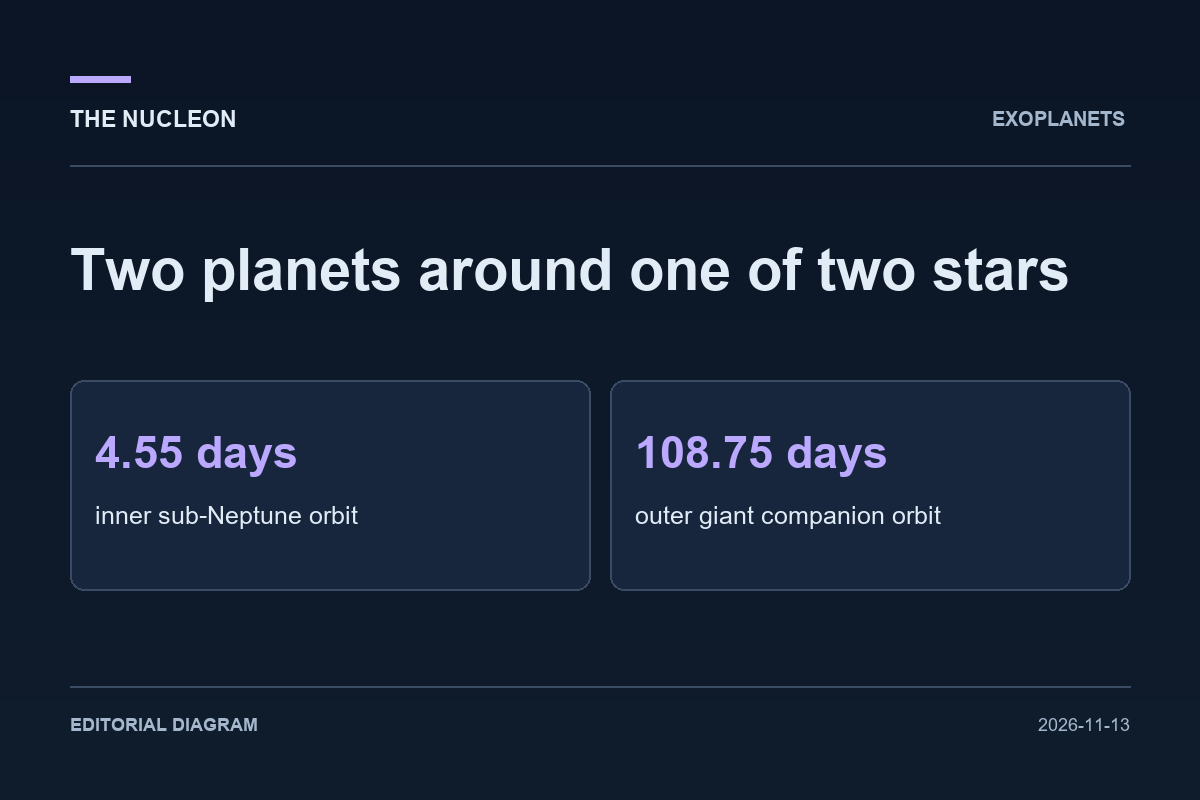 THE NUCLEON
EXOPLANETS
Two planets around one of two stars
4.55 days
inner sub-Neptune orbit
108.75 days
outer giant companion orbit
EDITORIAL DIAGRAM
2026-11-13